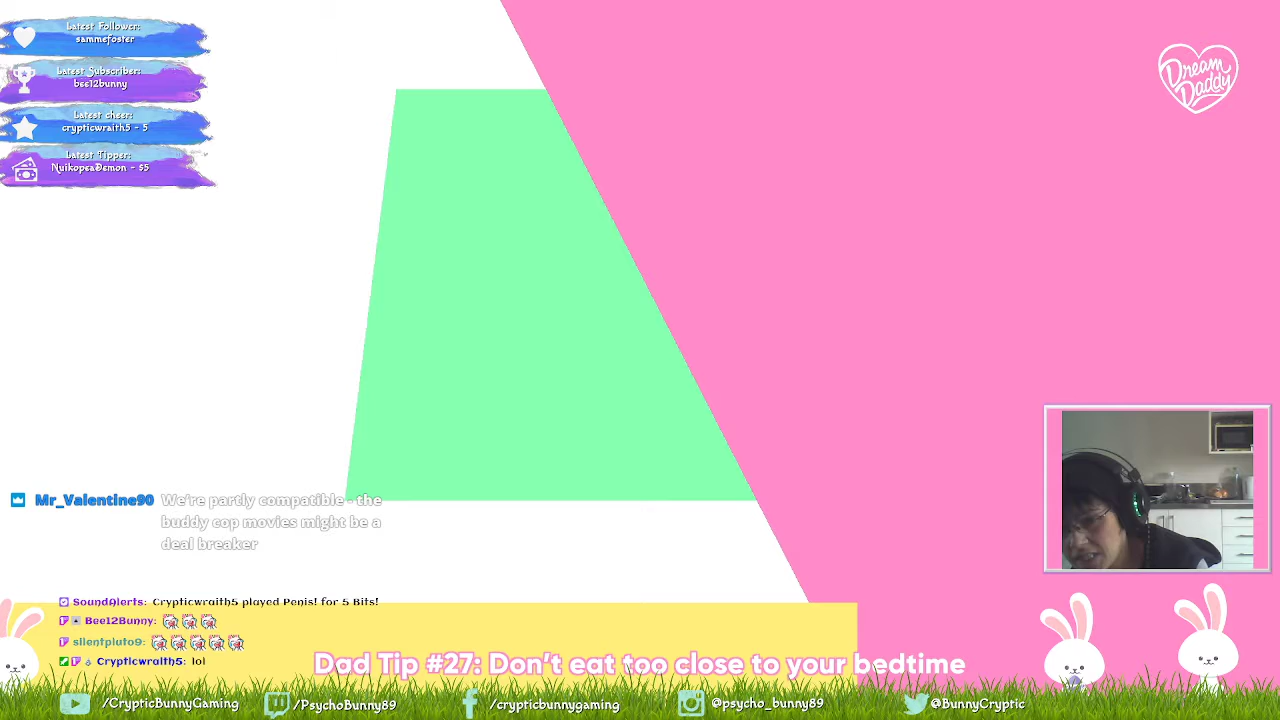 Latest Follower:
sammefoster
Latest Subscriber:
bee12bunny
Latest cheer:
crypticwraith5 - 5
Latest Tipper:
NyikopsaDemon - $5
Dream
Daddy
Mr_Valentine90 We're partly compatible - the
buddy cop movies might be a
deal breaker
SoundAlerts: Crypticwraith5 played Penis! for 5 Bits!
Bee12Bunny:
silentpluto9:
Crypticwraith5: lol
Dad Tip #27: Don't eat too close to your bedtime
/CrypticBunnyGaming
/PsychoBunny89
/crypticbunnygaming
@psycho_bunny89
@BunnyCryptic